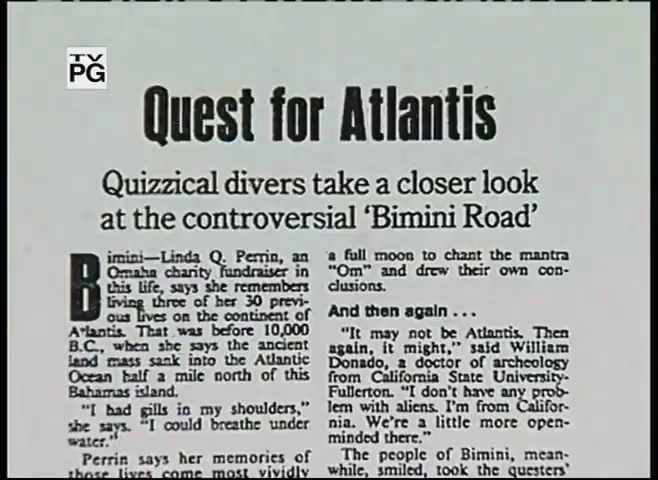 TV
PG
Quest for Atlantis
Quizzical divers take a closer look
at the controversial 'Bimini Road'
Bimini—Linda Q. Perrin, an
Omaha charity fundraiser in
this life, says she remembers
living three of her 30 previ-
ous lives on the continent of
Atlantis. That was before 10,000
B.C., when she says the ancient
land mass sank into the Atlantic
Ocean half a mile north of this
Bahamas island.
"I had gills in my shoulders,"
she says. "I could breathe under
water."
Perrin says her memories of
those lives come most vividly
a full moon to chant the mantra
"Om" and drew their own con-
clusions.
And then again . . .
"It may not be Atlantis. Then
again, it might," said William
Donado, a doctor of archeology
from California State University-
Fullerton. "I don't have any prob-
lem with aliens. I'm from Califor-
nia. We're a little more open-
minded there."
The people of Bimini, mean-
while, smiled, took the questers'